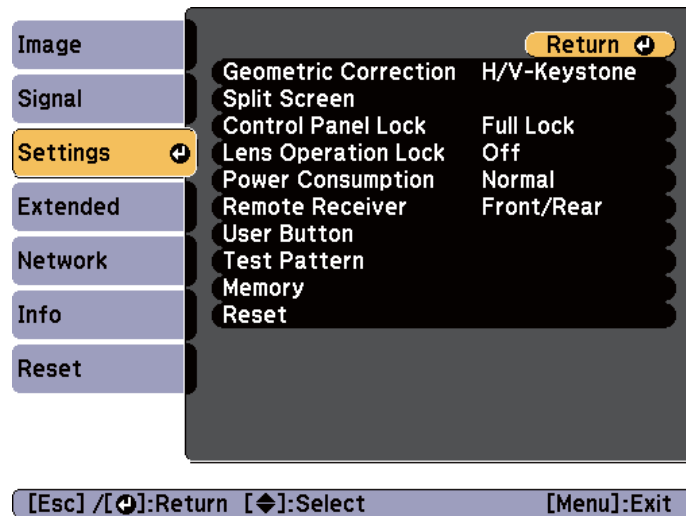 Image
Signal
Settings
Extended
Network
Info
Reset
Return
Geometric Correction H/V-Keystone
Split Screen
Control Panel Lock Full Lock
Lens Operation Lock Off
Power Consumption Normal
Remote Receiver Front/Rear
User Button
Test Pattern
Memory
Reset
[Esc] /[⏎]:Return [◆]:Select [Menu]:Exit